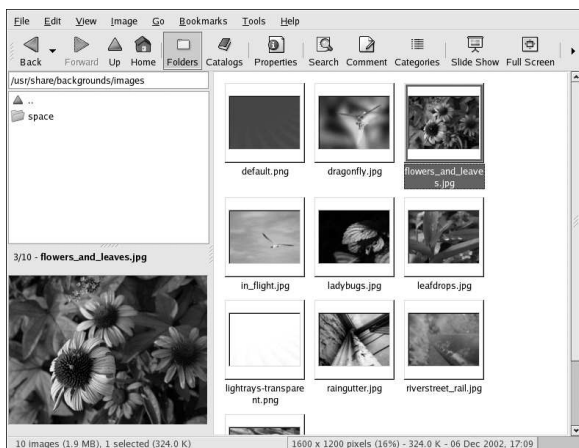 File Edit View Image Go Bookmarks Tools Help
Back Forward Up Home Folders Catalogs Properties Search Comment Categories Slide Show Full Screen
/usr/share/backgrounds/images
..
space
default.png dragonfly.jpg flowers_and_leave
s.jpg
3/10 - flowers_and_leaves.jpg
in_flight.jpg ladybugs.jpg leafdrops.jpg
lightrays-transpare
nt.png
raingutter.jpg riverstreet_rail.jpg
10 images (1.9 MB), 1 selected (324.0 K) 1600 x 1200 pixels (16%) - 324.0 K - 06 Dec 2002, 17:09